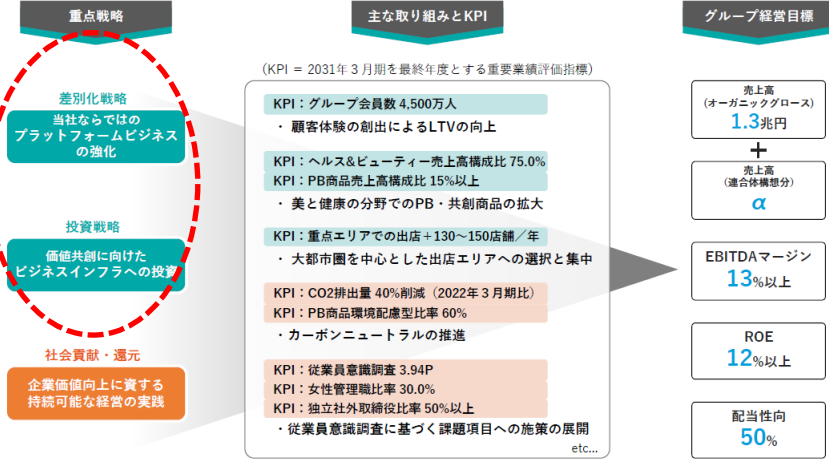 重点戦略
主な取り組みとKPI
グループ経営目標
(KPI = 2031年3月期を最終年度とする重要業績評価指標)
差別化戦略
当社ならではの
プラットフォームビジネス
の強化
投資戦略
価値共創に向けた
ビジネスインフラへの投資
社会貢献・還元
企業価値向上に資する
持続可能な経営の実践
KPI：グループ会員数 4,500万人
・ 顧客体験の創出によるLTVの向上
KPI：ヘルス&ビューティー売上高構成比 75.0%
KPI：PB商品売上高構成比 15%以上
・ 美と健康の分野でのPB・共創商品の拡大
KPI：重点エリアでの出店＋130～150店舗／年
・ 大都市圏を中心とした出店エリアへの選択と集中
KPI：CO2排出量 40%削減（2022年3月期比）
KPI：PB商品環境配慮型比率 60%
・カーボンニュートラルの推進
KPI：従業員意識調査 3.94P
KPI：女性管理職比率 30.0%
KPI：独立社外取締役比率 50%以上
・従業員意識調査に基づく課題項目への施策の展開
etc...
売上高
(オーガニックグロース)
1.3兆円
+
売上高
(連合体構想分)
α
EBITDAマージン
13%以上
ROE
12%以上
配当性向
50%